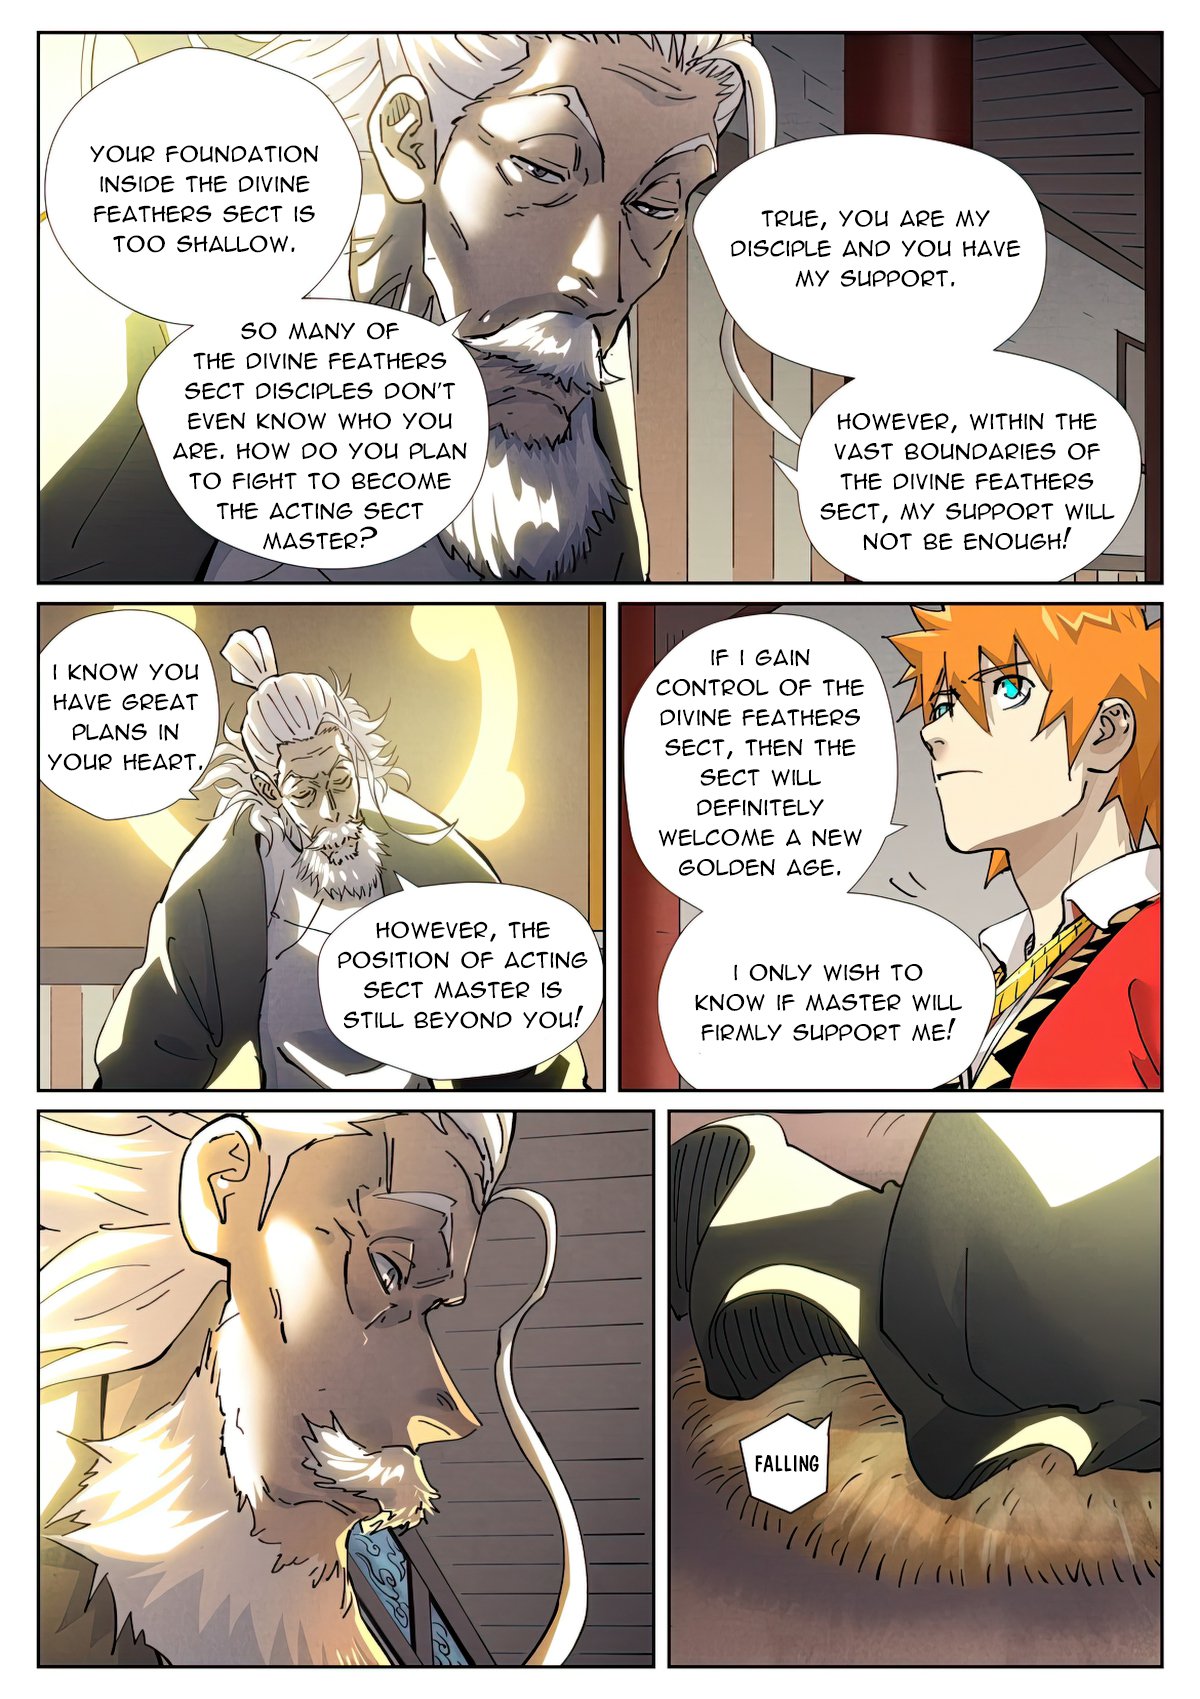 YOUR FOUNDATION
INSIDE THE DIVINE
FEATHERS SECT IS
TOO SHALLOW.
SO MANY OF
THE DIVINE FEATHERS
SECT DISCIPLES DON'T
EVEN KNOW WHO YOU
ARE. HOW DO YOU PLAN
TO FIGHT TO BECOME
THE ACTING SECT
MASTER?
TRUE, YOU ARE MY
DISCIPLE AND YOU HAVE
MY SUPPORT.
HOWEVER, WITHIN THE
VAST BOUNDARIES OF
THE DIVINE FEATHERS
SECT, MY SUPPORT WILL
NOT BE ENOUGH!
I KNOW YOU
HAVE GREAT
PLANS IN
YOUR HEART.
HOWEVER, THE
POSITION OF ACTING
SECT MASTER IS
STILL BEYOND YOU!
IF I GAIN
CONTROL OF THE
DIVINE FEATHERS
SECT, THEN THE
SECT WILL
DEFINITELY
WELCOME A NEW
GOLDEN AGE.
I ONLY WISH TO
KNOW IF MASTER WILL
FIRMLY SUPPORT ME!
FALLING